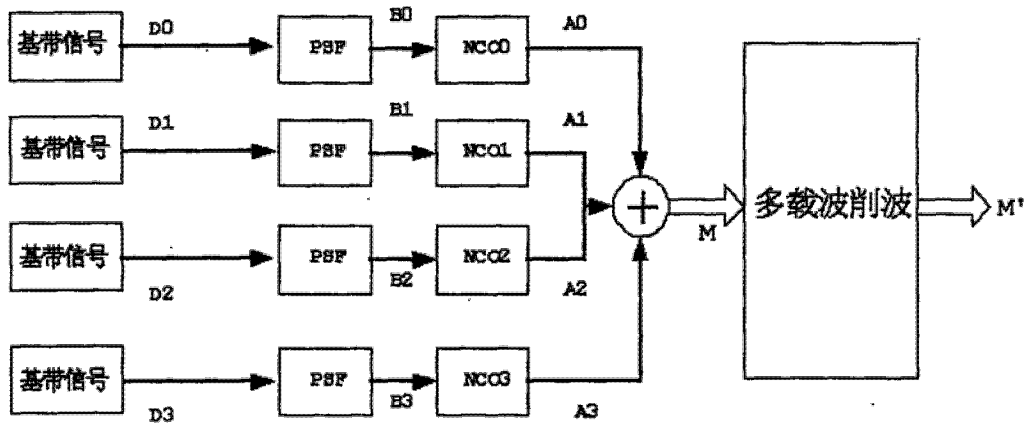 基带信号 D0 PSF B0 NCO0 A0
基带信号 D1 PSF B1 NCO1 A1
基带信号 D2 PSF B2 NCO2 A2
基带信号 D3 PSF B3 NCO3 A3
+ M 多载波削波 M'